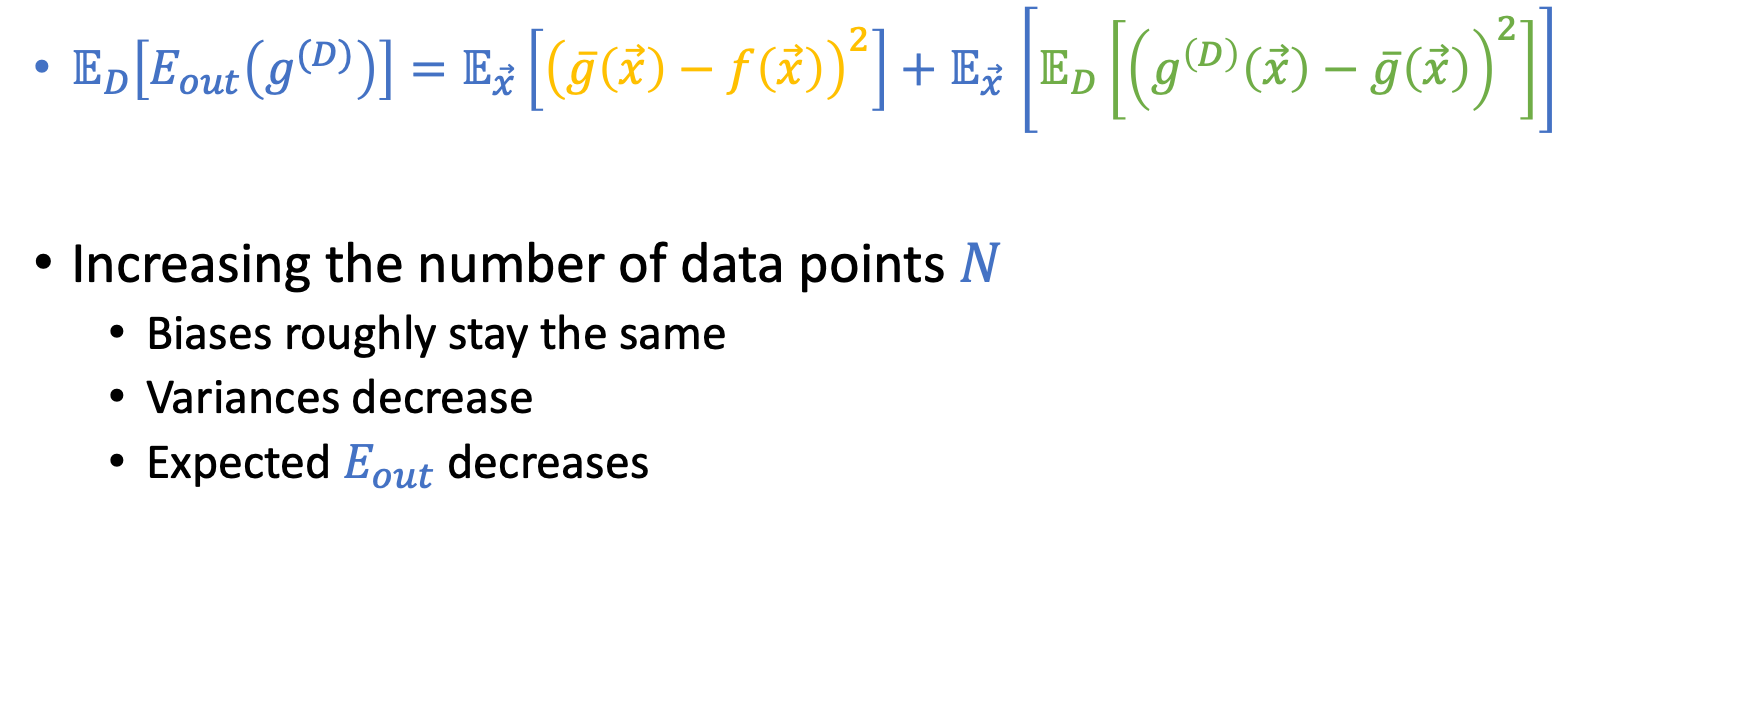 • 𝔼_D[E_out(g^(D))] = 𝔼_x⃗ [(ḡ(x⃗) − f(x⃗))²] + 𝔼_x⃗ [𝔼_D [(g^(D)(x⃗) − ḡ(x⃗))²]]
• Increasing the number of data points N
• Biases roughly stay the same
• Variances decrease
• Expected E_out decreases